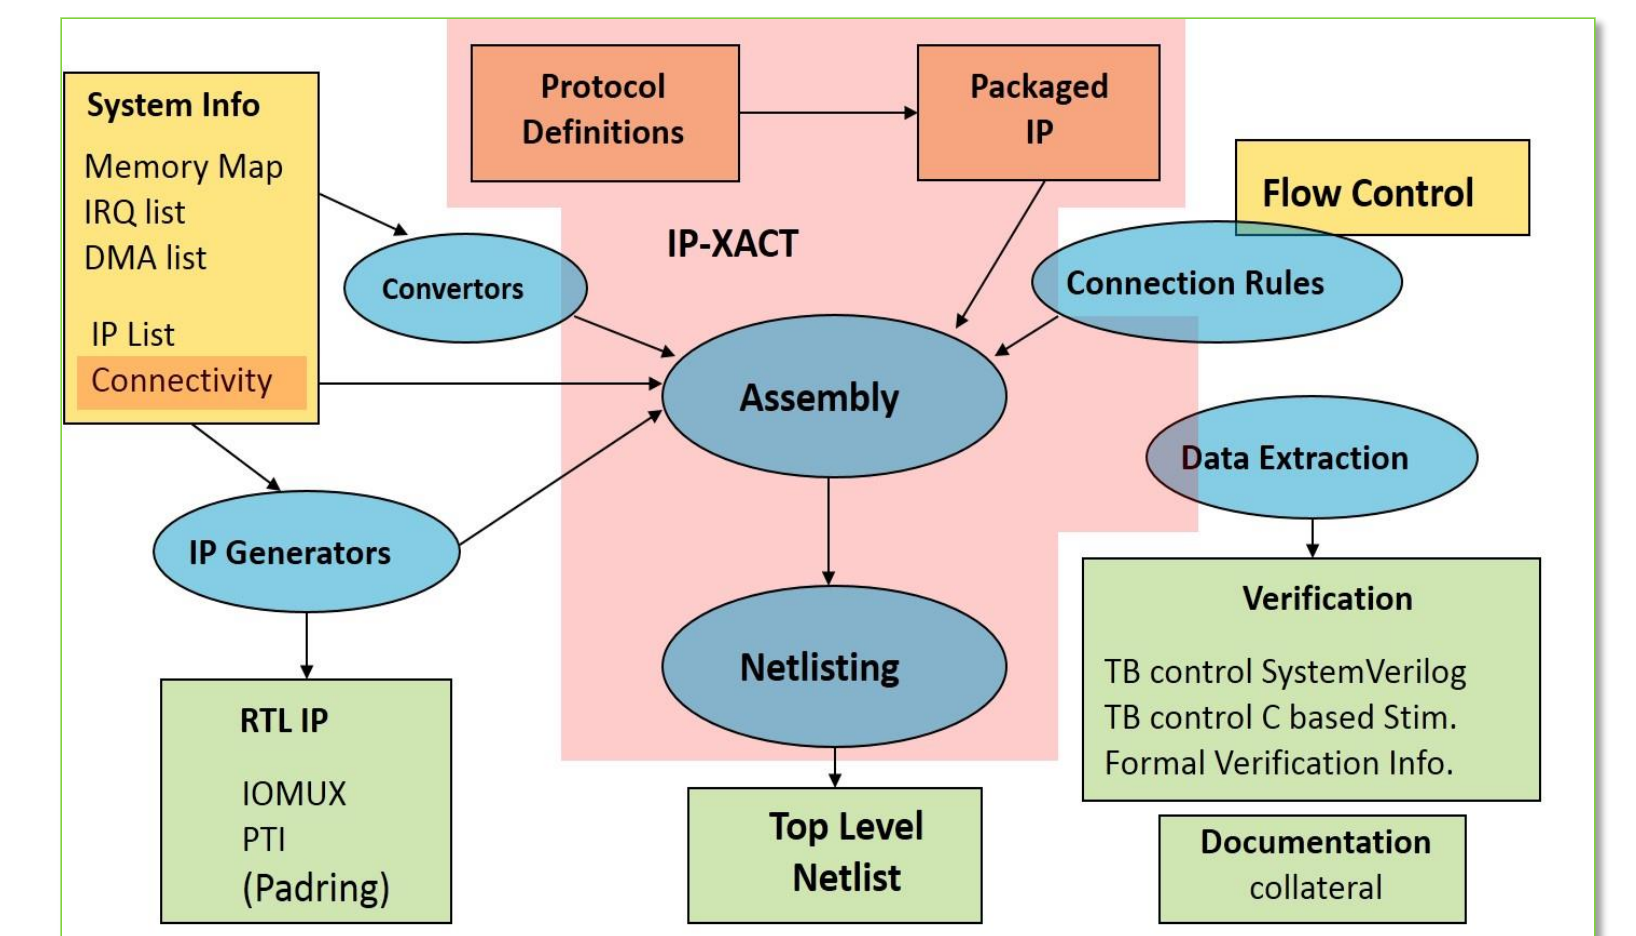 System Info
Memory Map
IRQ list
DMA list
IP List
Connectivity
Protocol
Definitions
Packaged
IP
IP-XACT
Flow Control
Convertors
Connection Rules
Assembly
Data Extraction
IP Generators
Netlisting
RTL IP
IOMUX
PTI
(Padring)
Top Level
Netlist
Verification
TB control SystemVerilog
TB control C based Stim.
Formal Verification Info.
Documentation
collateral